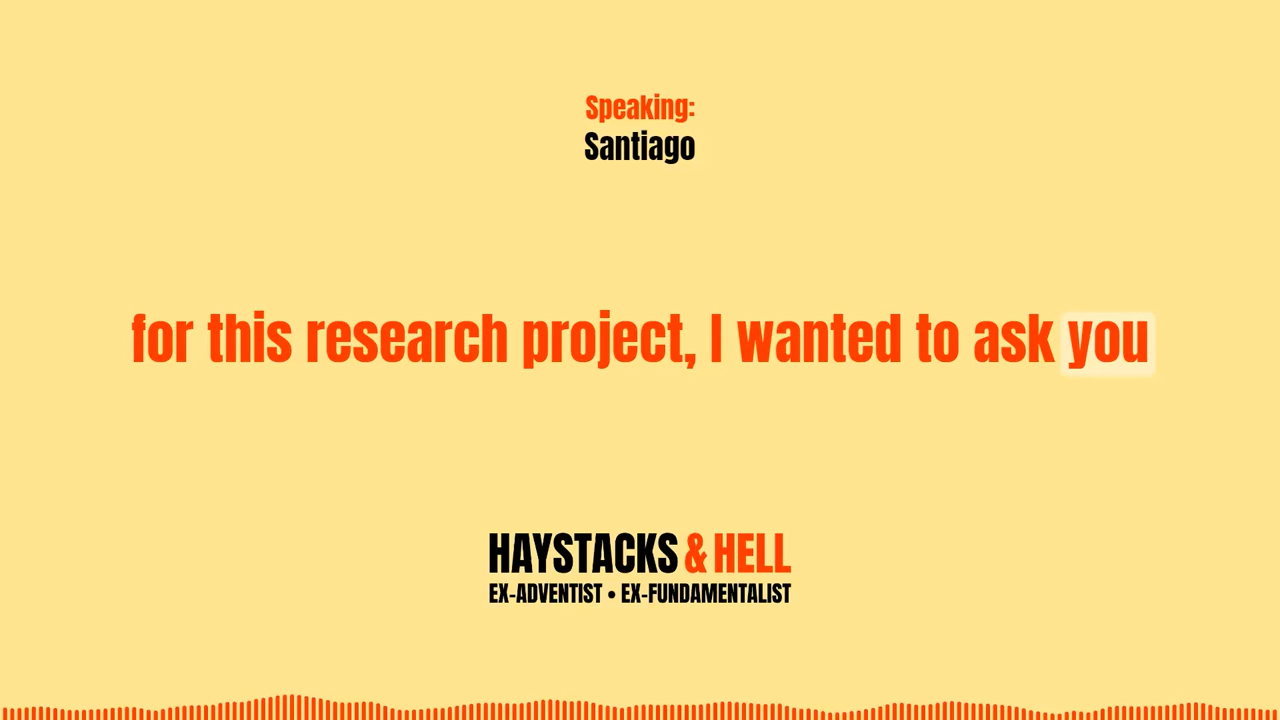 Speaking:
Santiago
for this research project, I wanted to ask you
HAYSTACKS & HELL
EX-ADVENTIST • EX-FUNDAMENTALIST